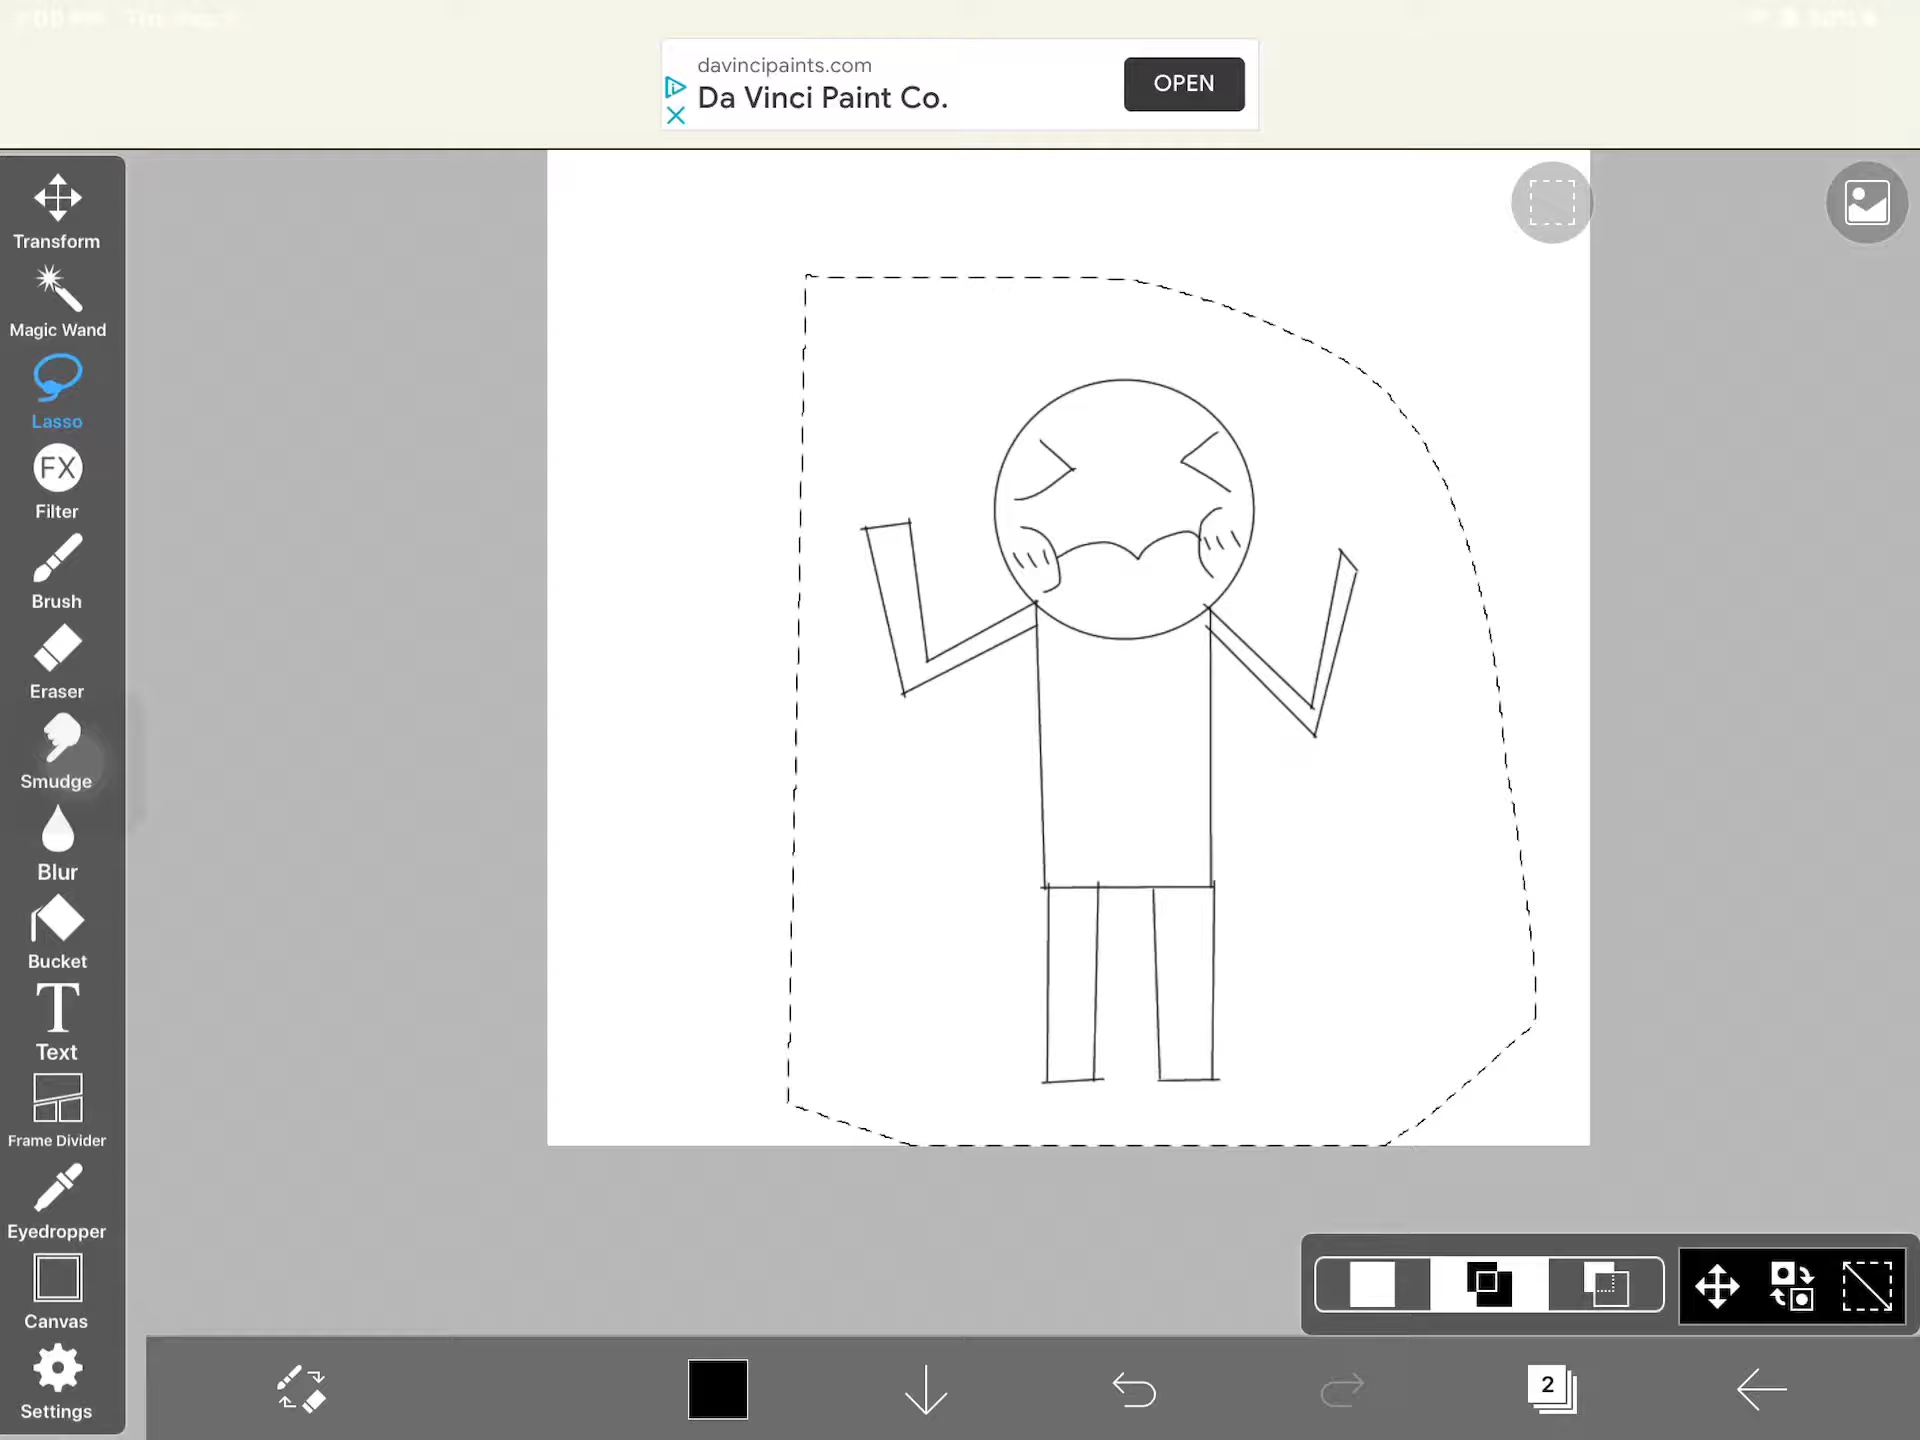 davincipaints.com
Da Vinci Paint Co.
OPEN
Transform
Magic Wand
Lasso
FX
Filter
Brush
Eraser
Smudge
Blur
Bucket
T
Text
Frame Divider
Eyedropper
Canvas
Settings
2